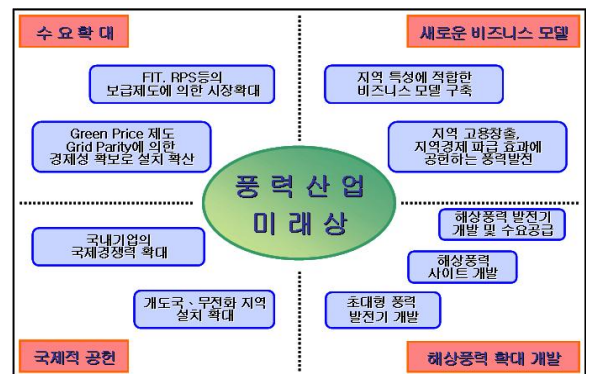 수 요 확 대
FIT. RPS등의
보급제도에 의한 시장확대
Green Price 제도
Grid Parity에 의한
경제성 확보로 설치 확산
새로운 비즈니스 모델
지역 특성에 적합한
비즈니스 모델 구축
지역 고용창출,
지역경제 파급 효과에
공헌하는 풍력발전
풍 력 산 업
미 래 상
국내기업의
국제경쟁력 확대
개도국、무전화 지역
설치 확대
국제적 공헌
해상풍력 발전기
개발 및 수요공급
해상풍력
사이트 개발
초대형 풍력
발전기 개발
해상풍력 확대 개발